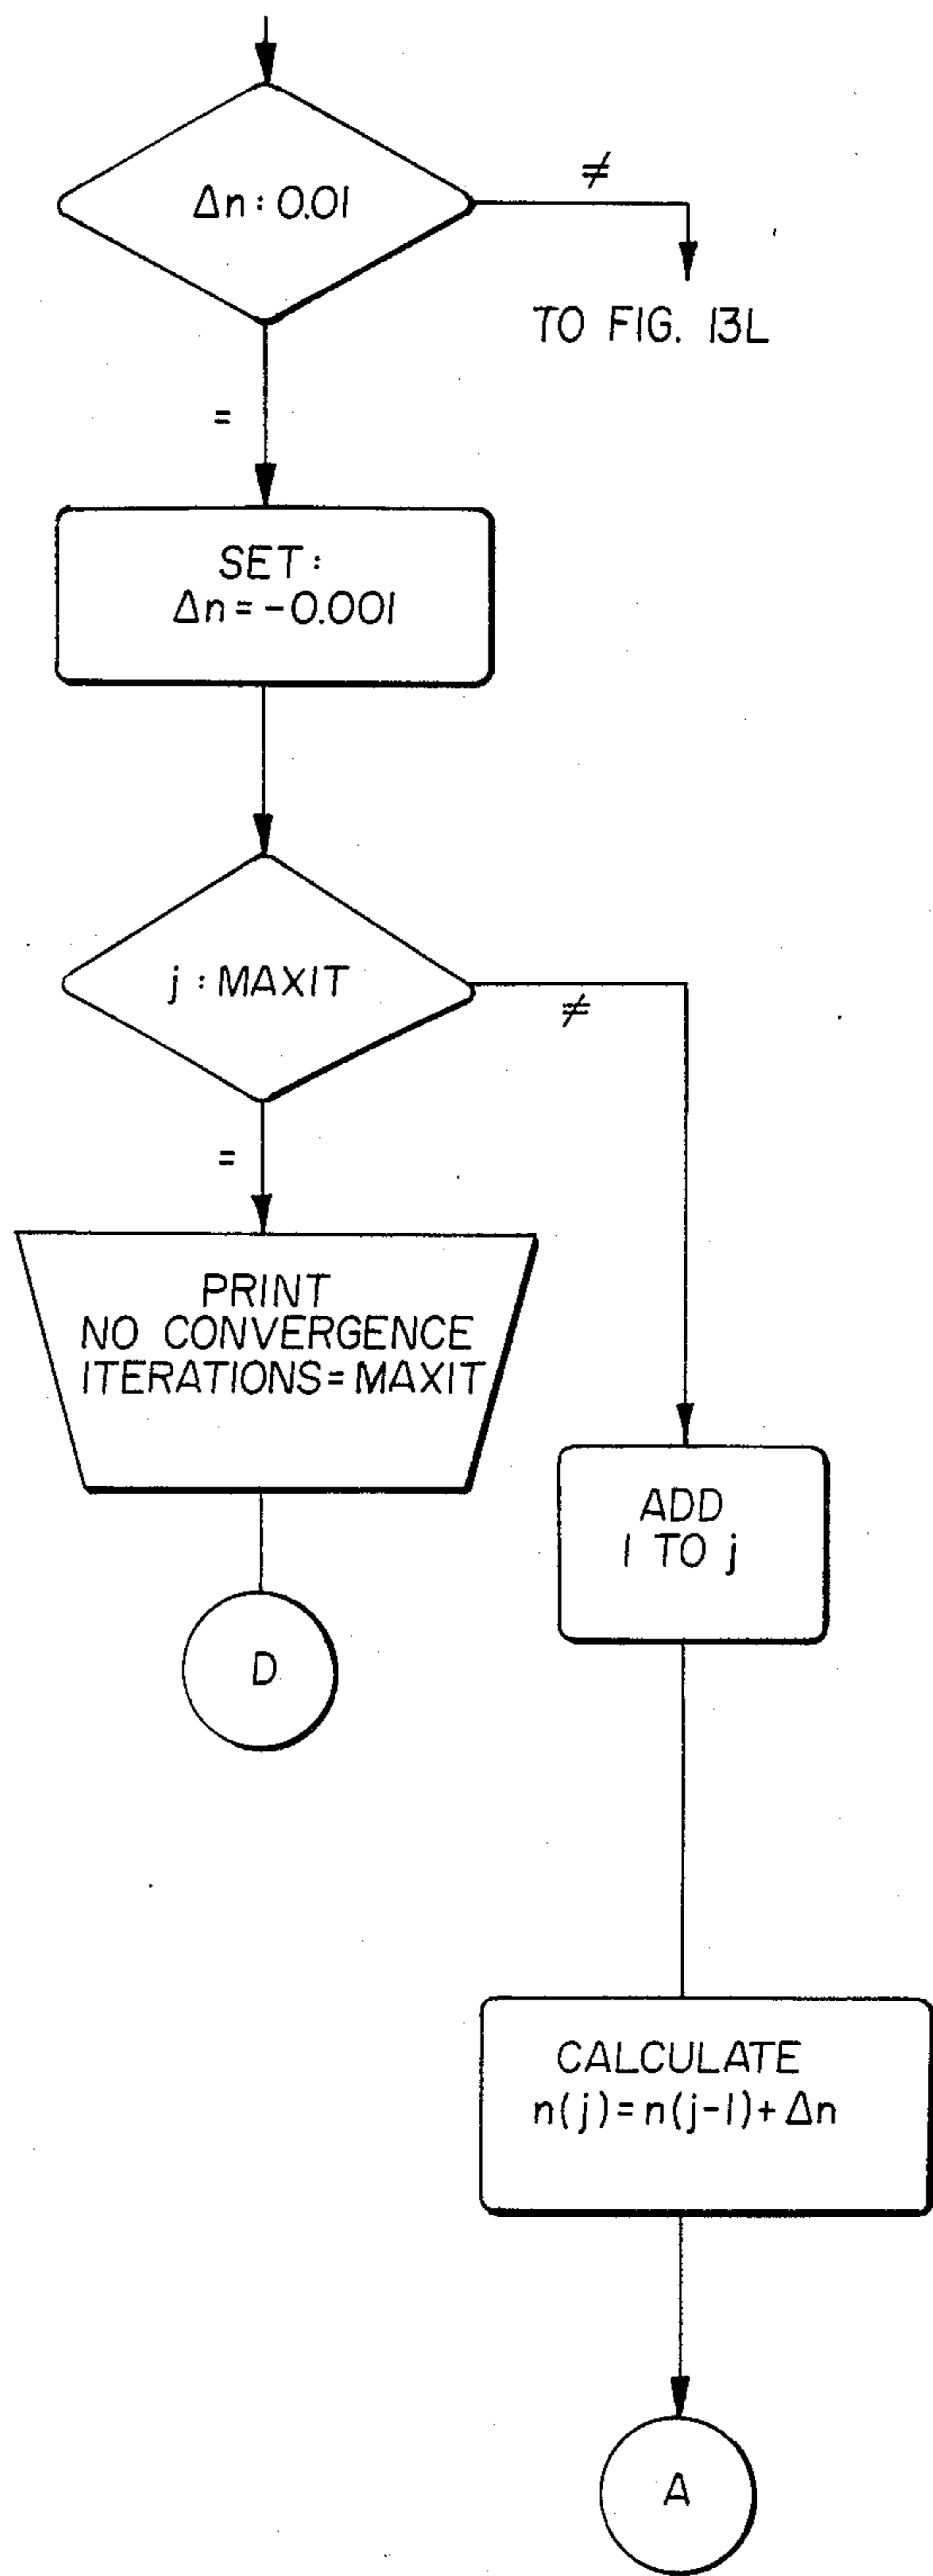 Δn : 0.01
≠
TO FIG. 13L
=
SET:
Δn = -0.001
j : MAXIT
≠
=
PRINT
NO CONVERGENCE
ITERATIONS = MAXIT
ADD
1 TO j
D
CALCULATE
n(j) = n(j-1) + Δn
A